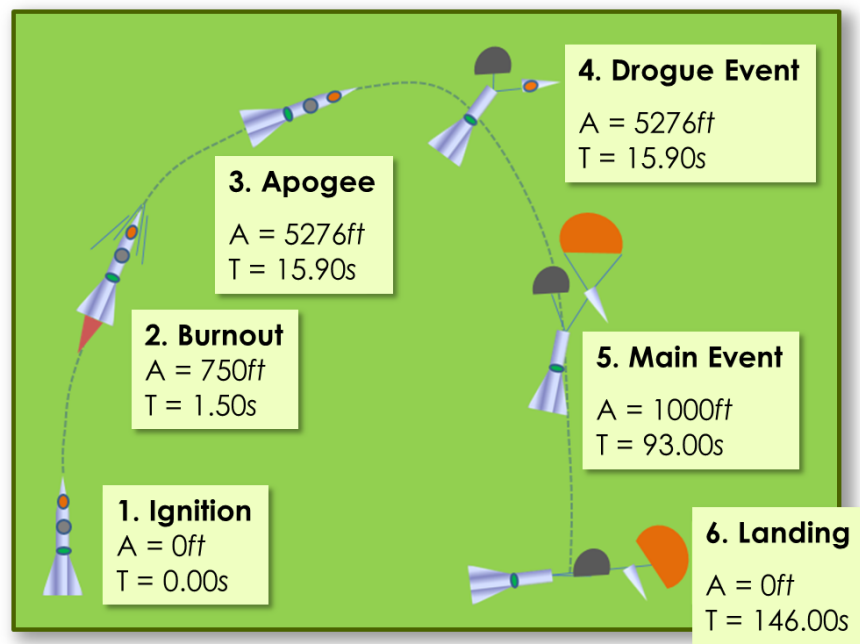 1. Ignition
A = 0ft
T = 0.00s
2. Burnout
A = 750ft
T = 1.50s
3. Apogee
A = 5276ft
T = 15.90s
4. Drogue Event
A = 5276ft
T = 15.90s
5. Main Event
A = 1000ft
T = 93.00s
6. Landing
A = 0ft
T = 146.00s